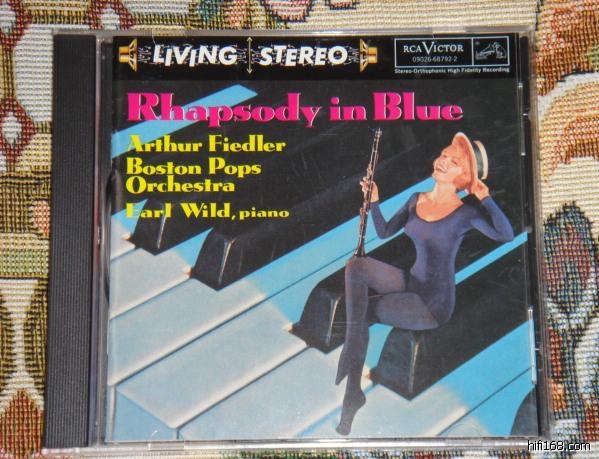 LIVING STEREO
RCA VICTOR
09026-68792-2
Stereo-Orthophonic High Fidelity Recording
Rhapsody in Blue
Arthur Fiedler
Boston Pops
Orchestra
Earl Wild, piano
hifi168.com